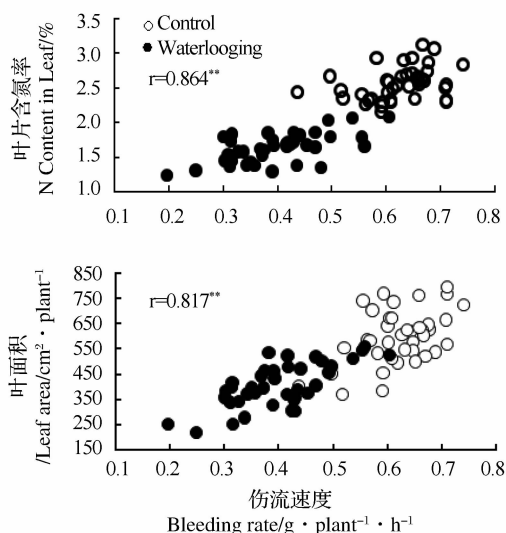 3.5
3.0
2.5
2.0
1.5
1.0
叶片含氮率
N Content in Leaf/%
Control
Waterlooging
r=0.864**
0.1 0.2 0.3 0.4 0.5 0.6 0.7 0.8
850
750
650
550
450
350
250
150
叶面积
/Leaf area/cm²·plant⁻¹
r=0.817**
0.1 0.2 0.3 0.4 0.5 0.6 0.7 0.8
伤流速度
Bleeding rate/g·plant⁻¹·h⁻¹